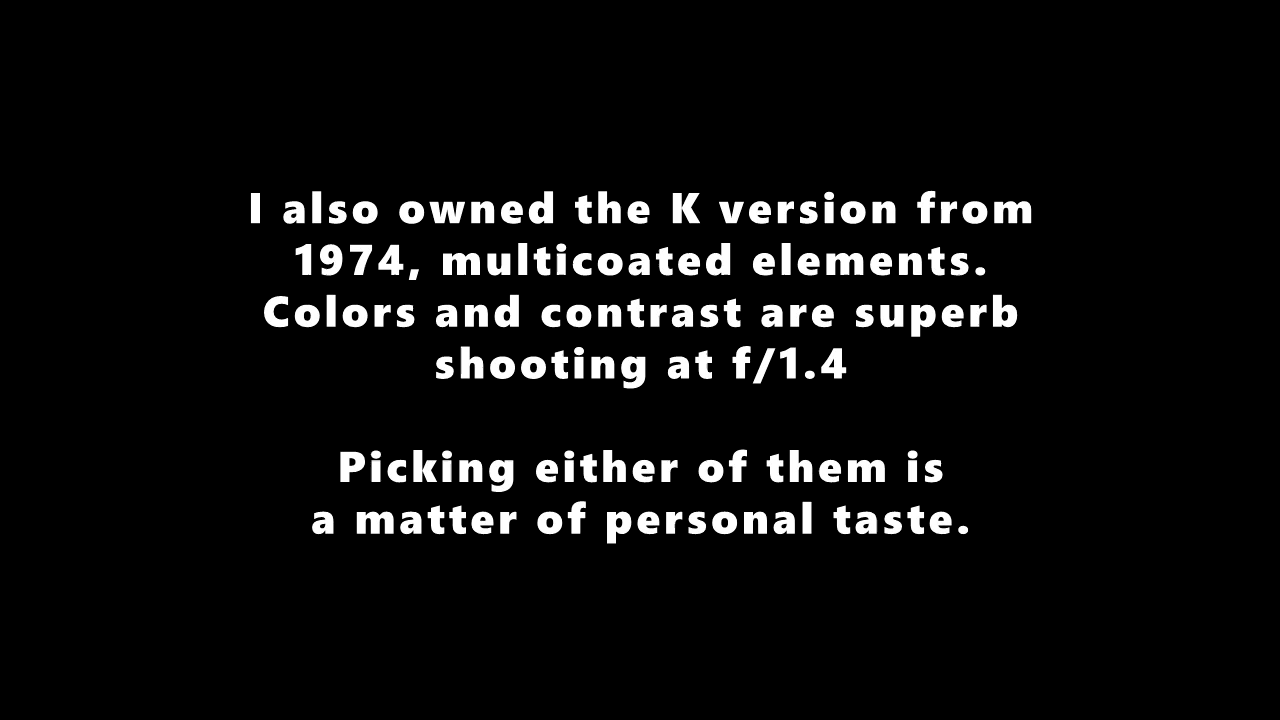 I also owned the K version from
1974, multicoated elements.
Colors and contrast are superb
shooting at f/1.4
Picking either of them is
a matter of personal taste.